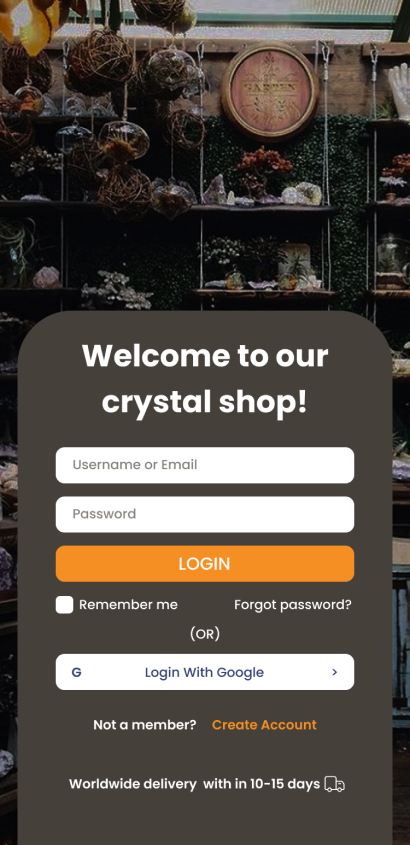 GARDEN
Welcome to our
crystal shop!
Username or Email
Password
LOGIN
Remember me
Forgot password?
(OR)
G Login With Google >
Not a member? Create Account
Worldwide delivery with in 10-15 days